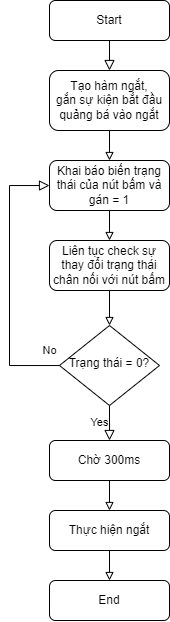 Start
Tạo hàm ngắt,
gắn sự kiện bắt đầu
quảng bá vào ngắt
Khai báo biến trạng
thái của nút bấm và
gán = 1
Liên tục check sự
thay đổi trạng thái
chân nối với nút bấm
Trạng thái = 0?
No
Yes
Chờ 300ms
Thực hiện ngắt
End